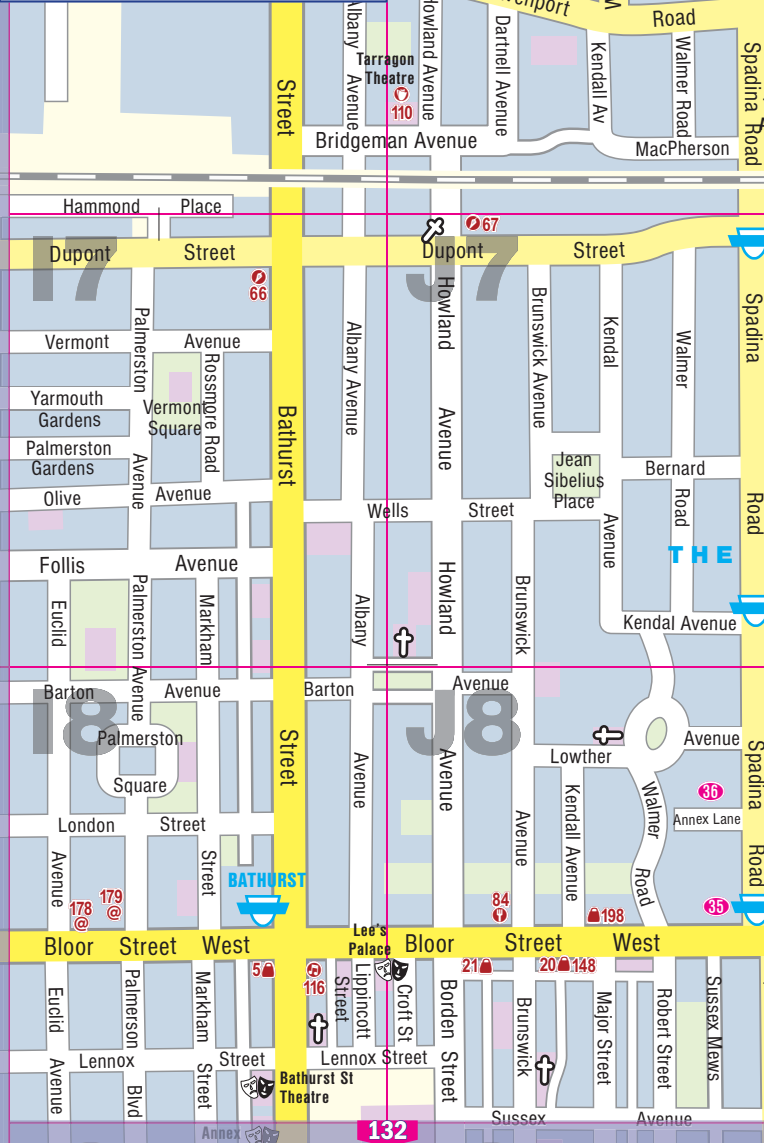 Road
Albany Avenue
Howland Avenue
Dartnell Avenue
Kendall Av
Walmer Road
Spadina Road
Street
Tarragon
Theatre
110
Bridgeman Avenue
MacPherson
Hammond Place
67
I7
J7
Dupont Street
Dupont Street
66
Palmerston
Vermont Avenue
Albany Avenue
Howland
Avenue
Brunswick Avenue
Kendal
Walmer
Spadina
Rossmore Road
Yarmouth
Gardens
Vermont
Square
Bathurst
Palmerston
Gardens
Avenue
Jean
Sibelius
Place
Bernard
Road
Road
Olive Avenue
Wells Street
Avenue
THE
Follis Avenue
Euclid
Palmerston Avenue
Markham
Albany
Howland
Brunswick
Kendal Avenue
Barton Avenue
Barton Avenue
I8
J8
Palmerston
Square
Street
Avenue
Avenue
Lowther Avenue
Spadina
36
Annex Lane
Walmer
Kendall Avenue
Avenue
London Street
Avenue
Street
BATHURST
178
@
179
@
84
198
Road
35
Road
Lee's
Palace
Bloor Street West
Bloor Street West
5
116
21
20
148
Euclid
Palmerson
Markham
Street
Lippincott
Croft St
Borden
Brunswick
Major Street
Robert Street
Sussex Mews
Lennox Street
Lennox Street
Avenue
Blvd
Street
Street
Bathurst St
Theatre
Sussex Avenue
Annex
132